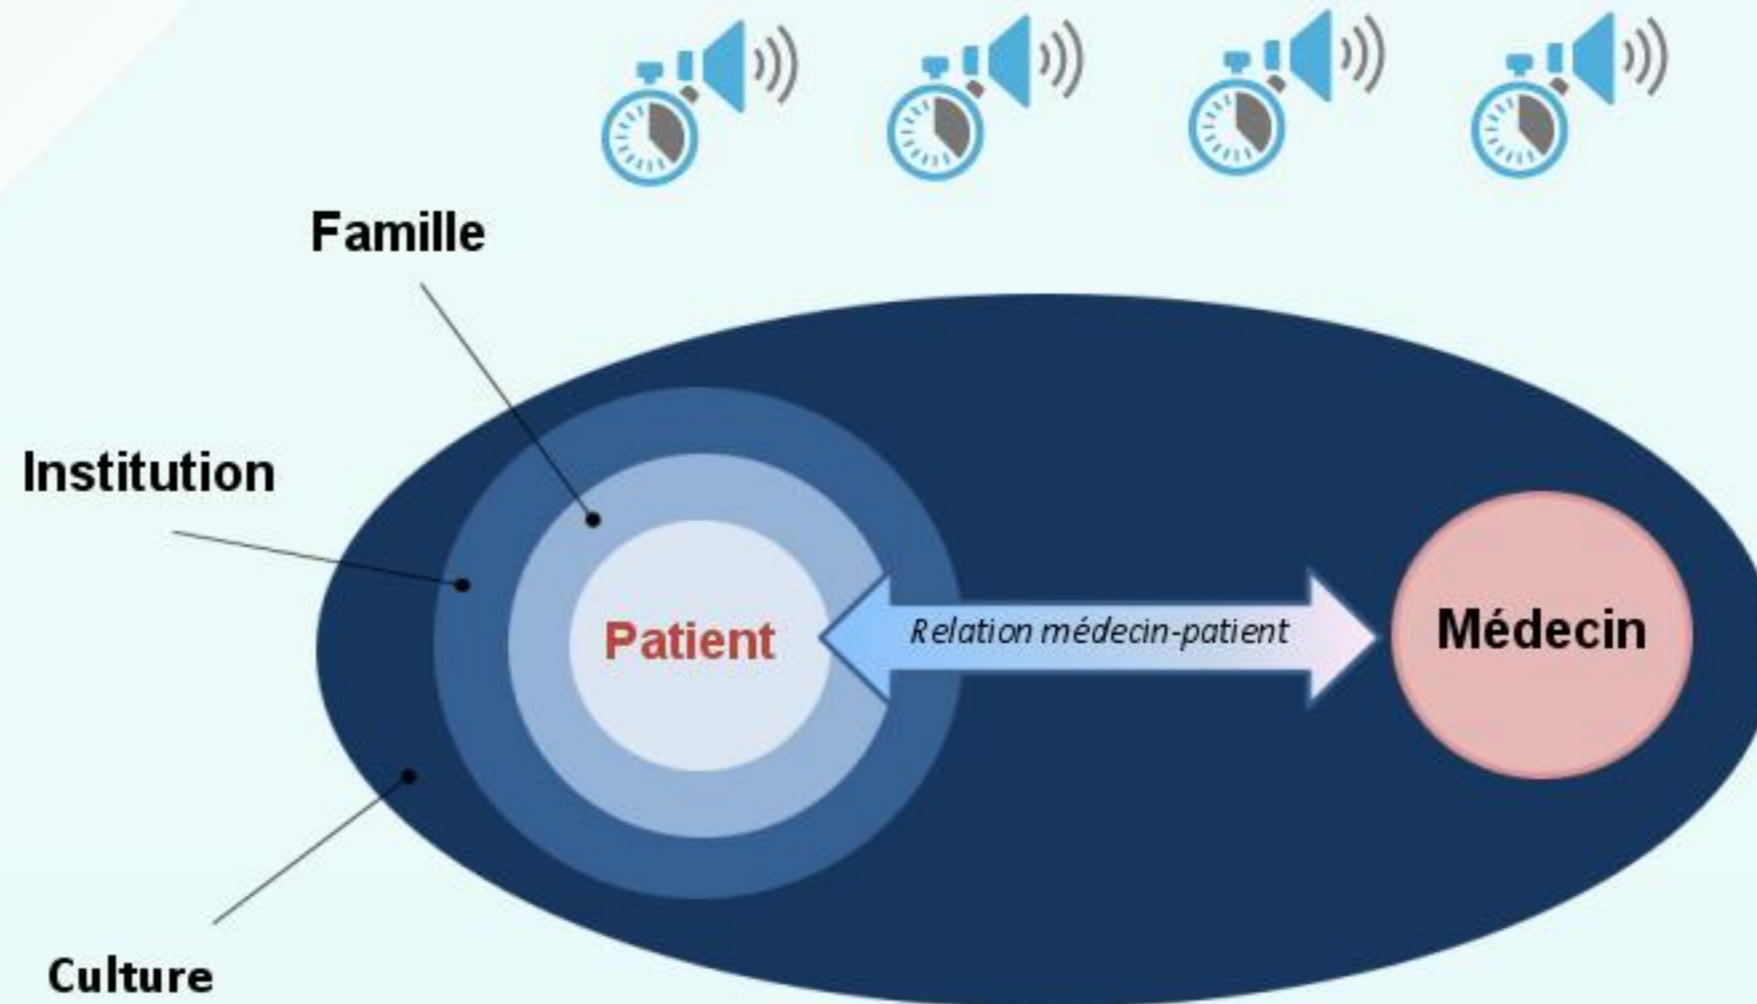 Famille
Institution
Patient
Relation médecin-patient
Médecin
Culture